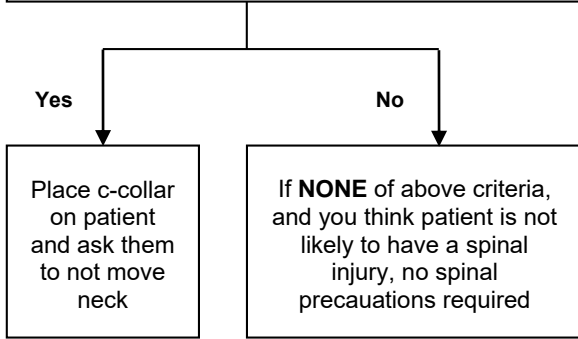 Yes
No
Place c-collar
on patient
and ask them
to not move
neck
If NONE of above criteria,
and you think patient is not
likely to have a spinal
injury, no spinal
precauations required